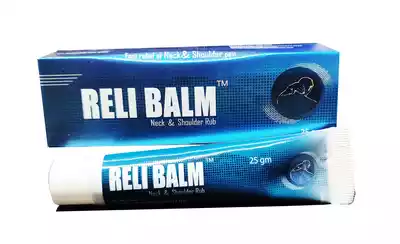 Fast relief of Neck & Shoulder pain
RELI BALM™
Neck & Shoulder Rub
RELI BALM™
Neck & Shoulder Rub
25 gm